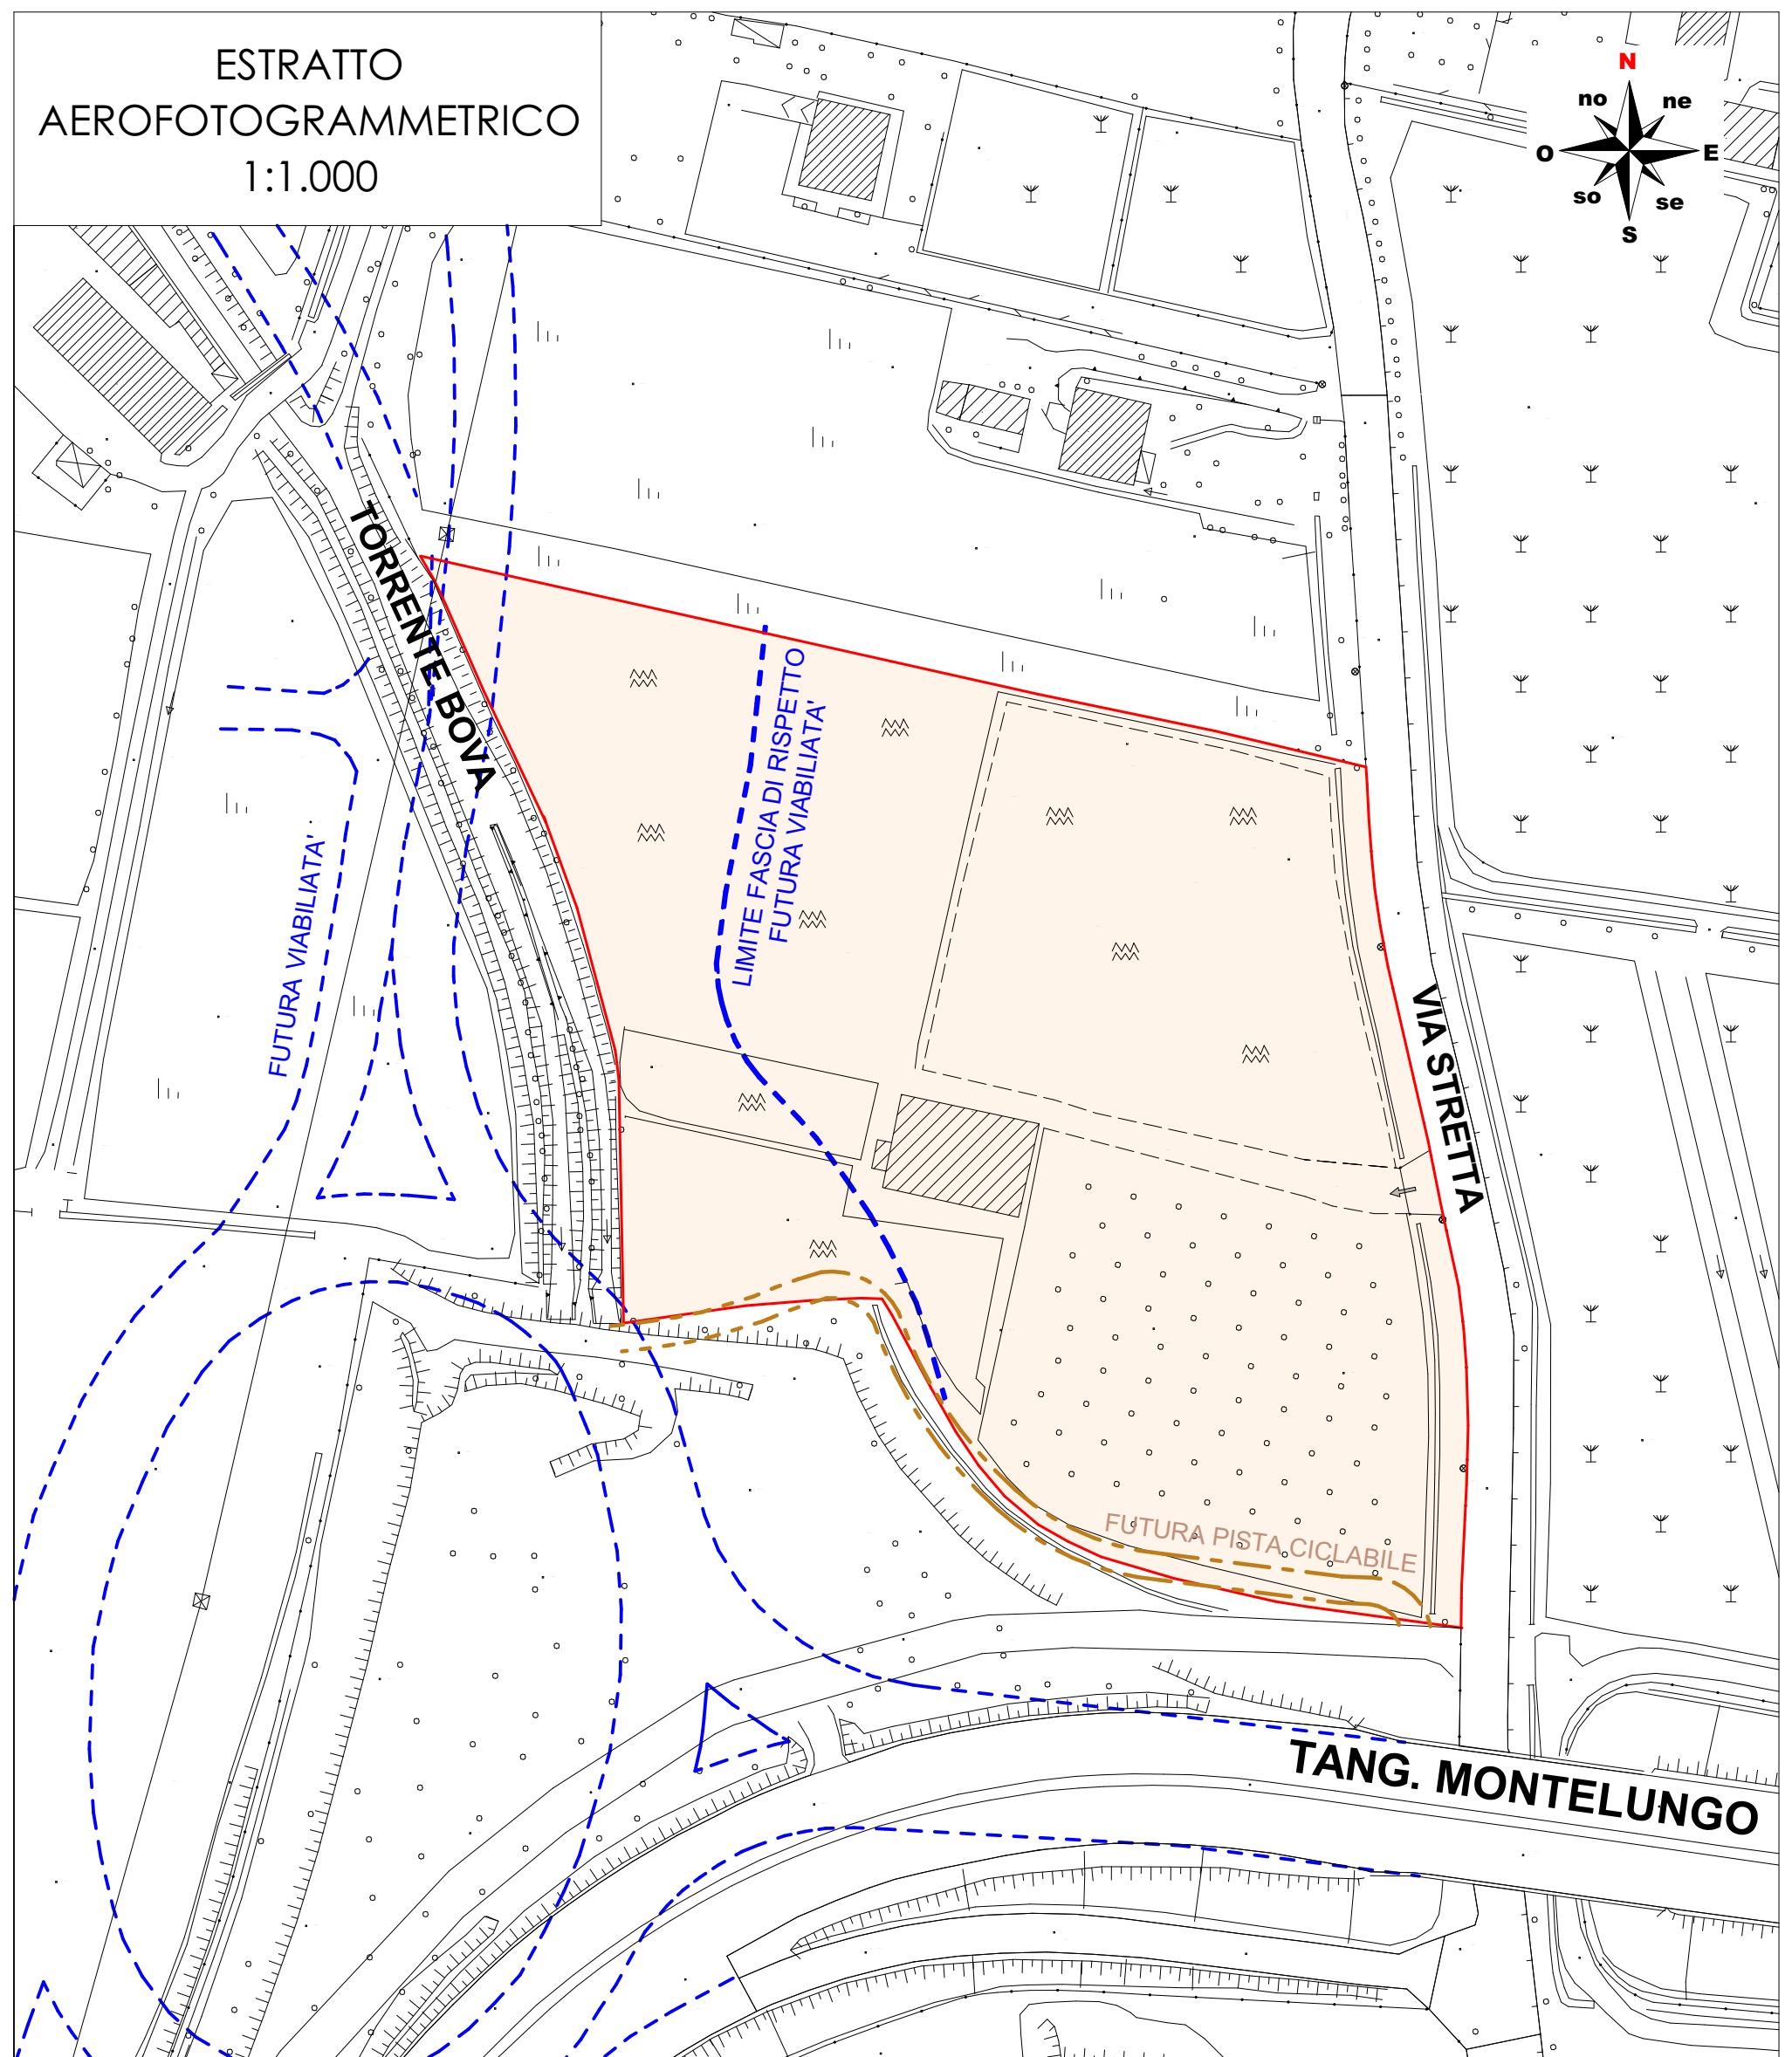 ESTRATTO
AEROFOTOGRAMMETRICO
1:1.000
N
no
ne
O
E
so
se
S
TORRENTE BOVA
LIMITE FASCIA DI RISPETTO
FUTURA VIABILIATA'
FUTURA VIABILIATA'
VIA STRETTA
FUTURA PISTA CICLABILE
TANG. MONTELUNGO